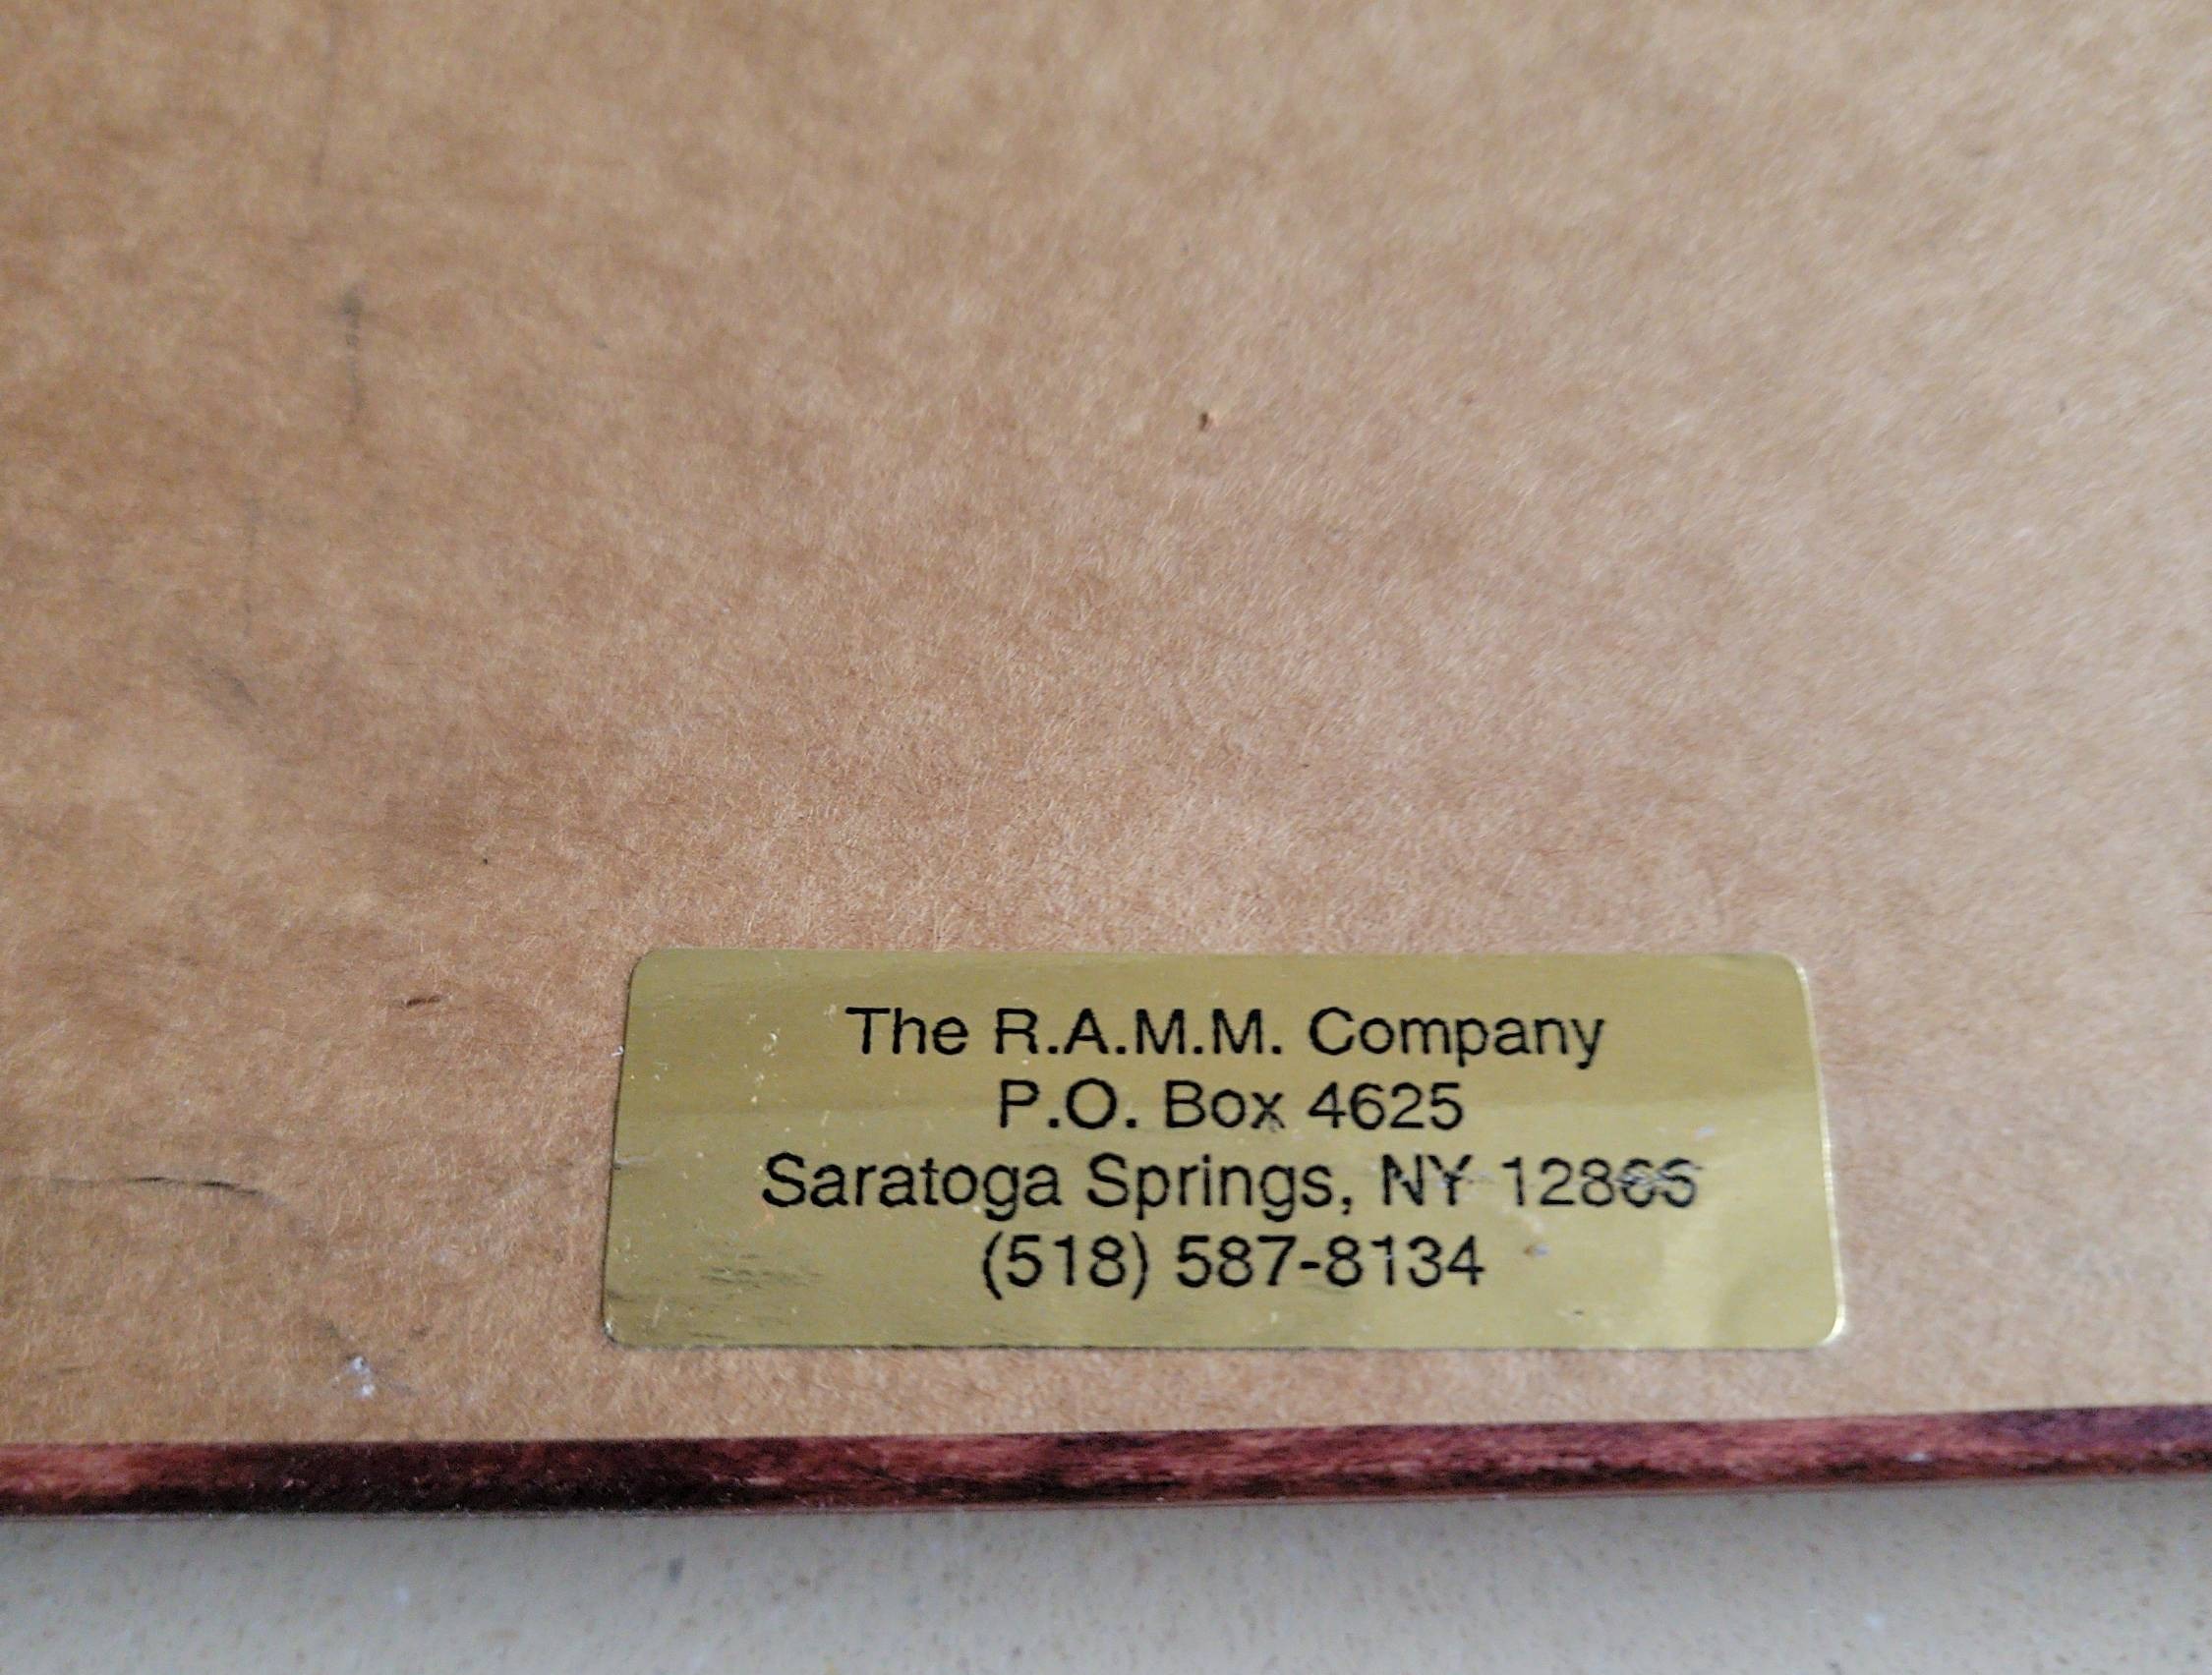 The R.A.M.M. Company
P.O. Box 4625
Saratoga Springs, NY 12866
(518) 587-8134